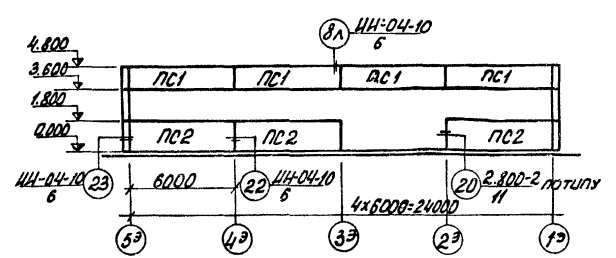 8л ИИ-04-10
6
4.800
3.600
1.800
0.000
ПС1 ПС1 ПС1 ПС1
ПС2 ПС2 ПС2
ИИ-04-10 23 6000 22 ИИ-04-10 20 2.800-2 ПОТИПУ
6 6 11
4х6000=24000
5Э 4Э 3Э 2Э 1Э